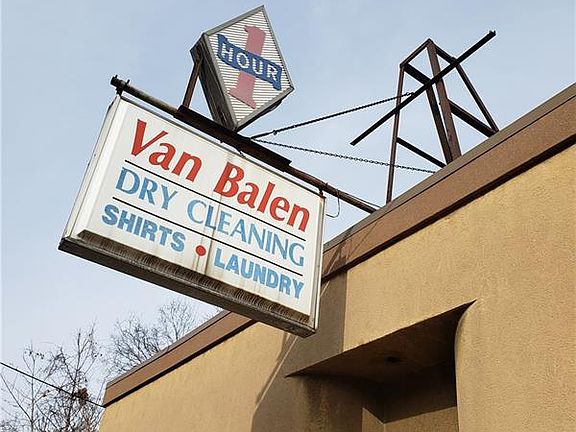 1
HOUR
Van Balen
DRY CLEANING
SHIRTS • LAUNDRY